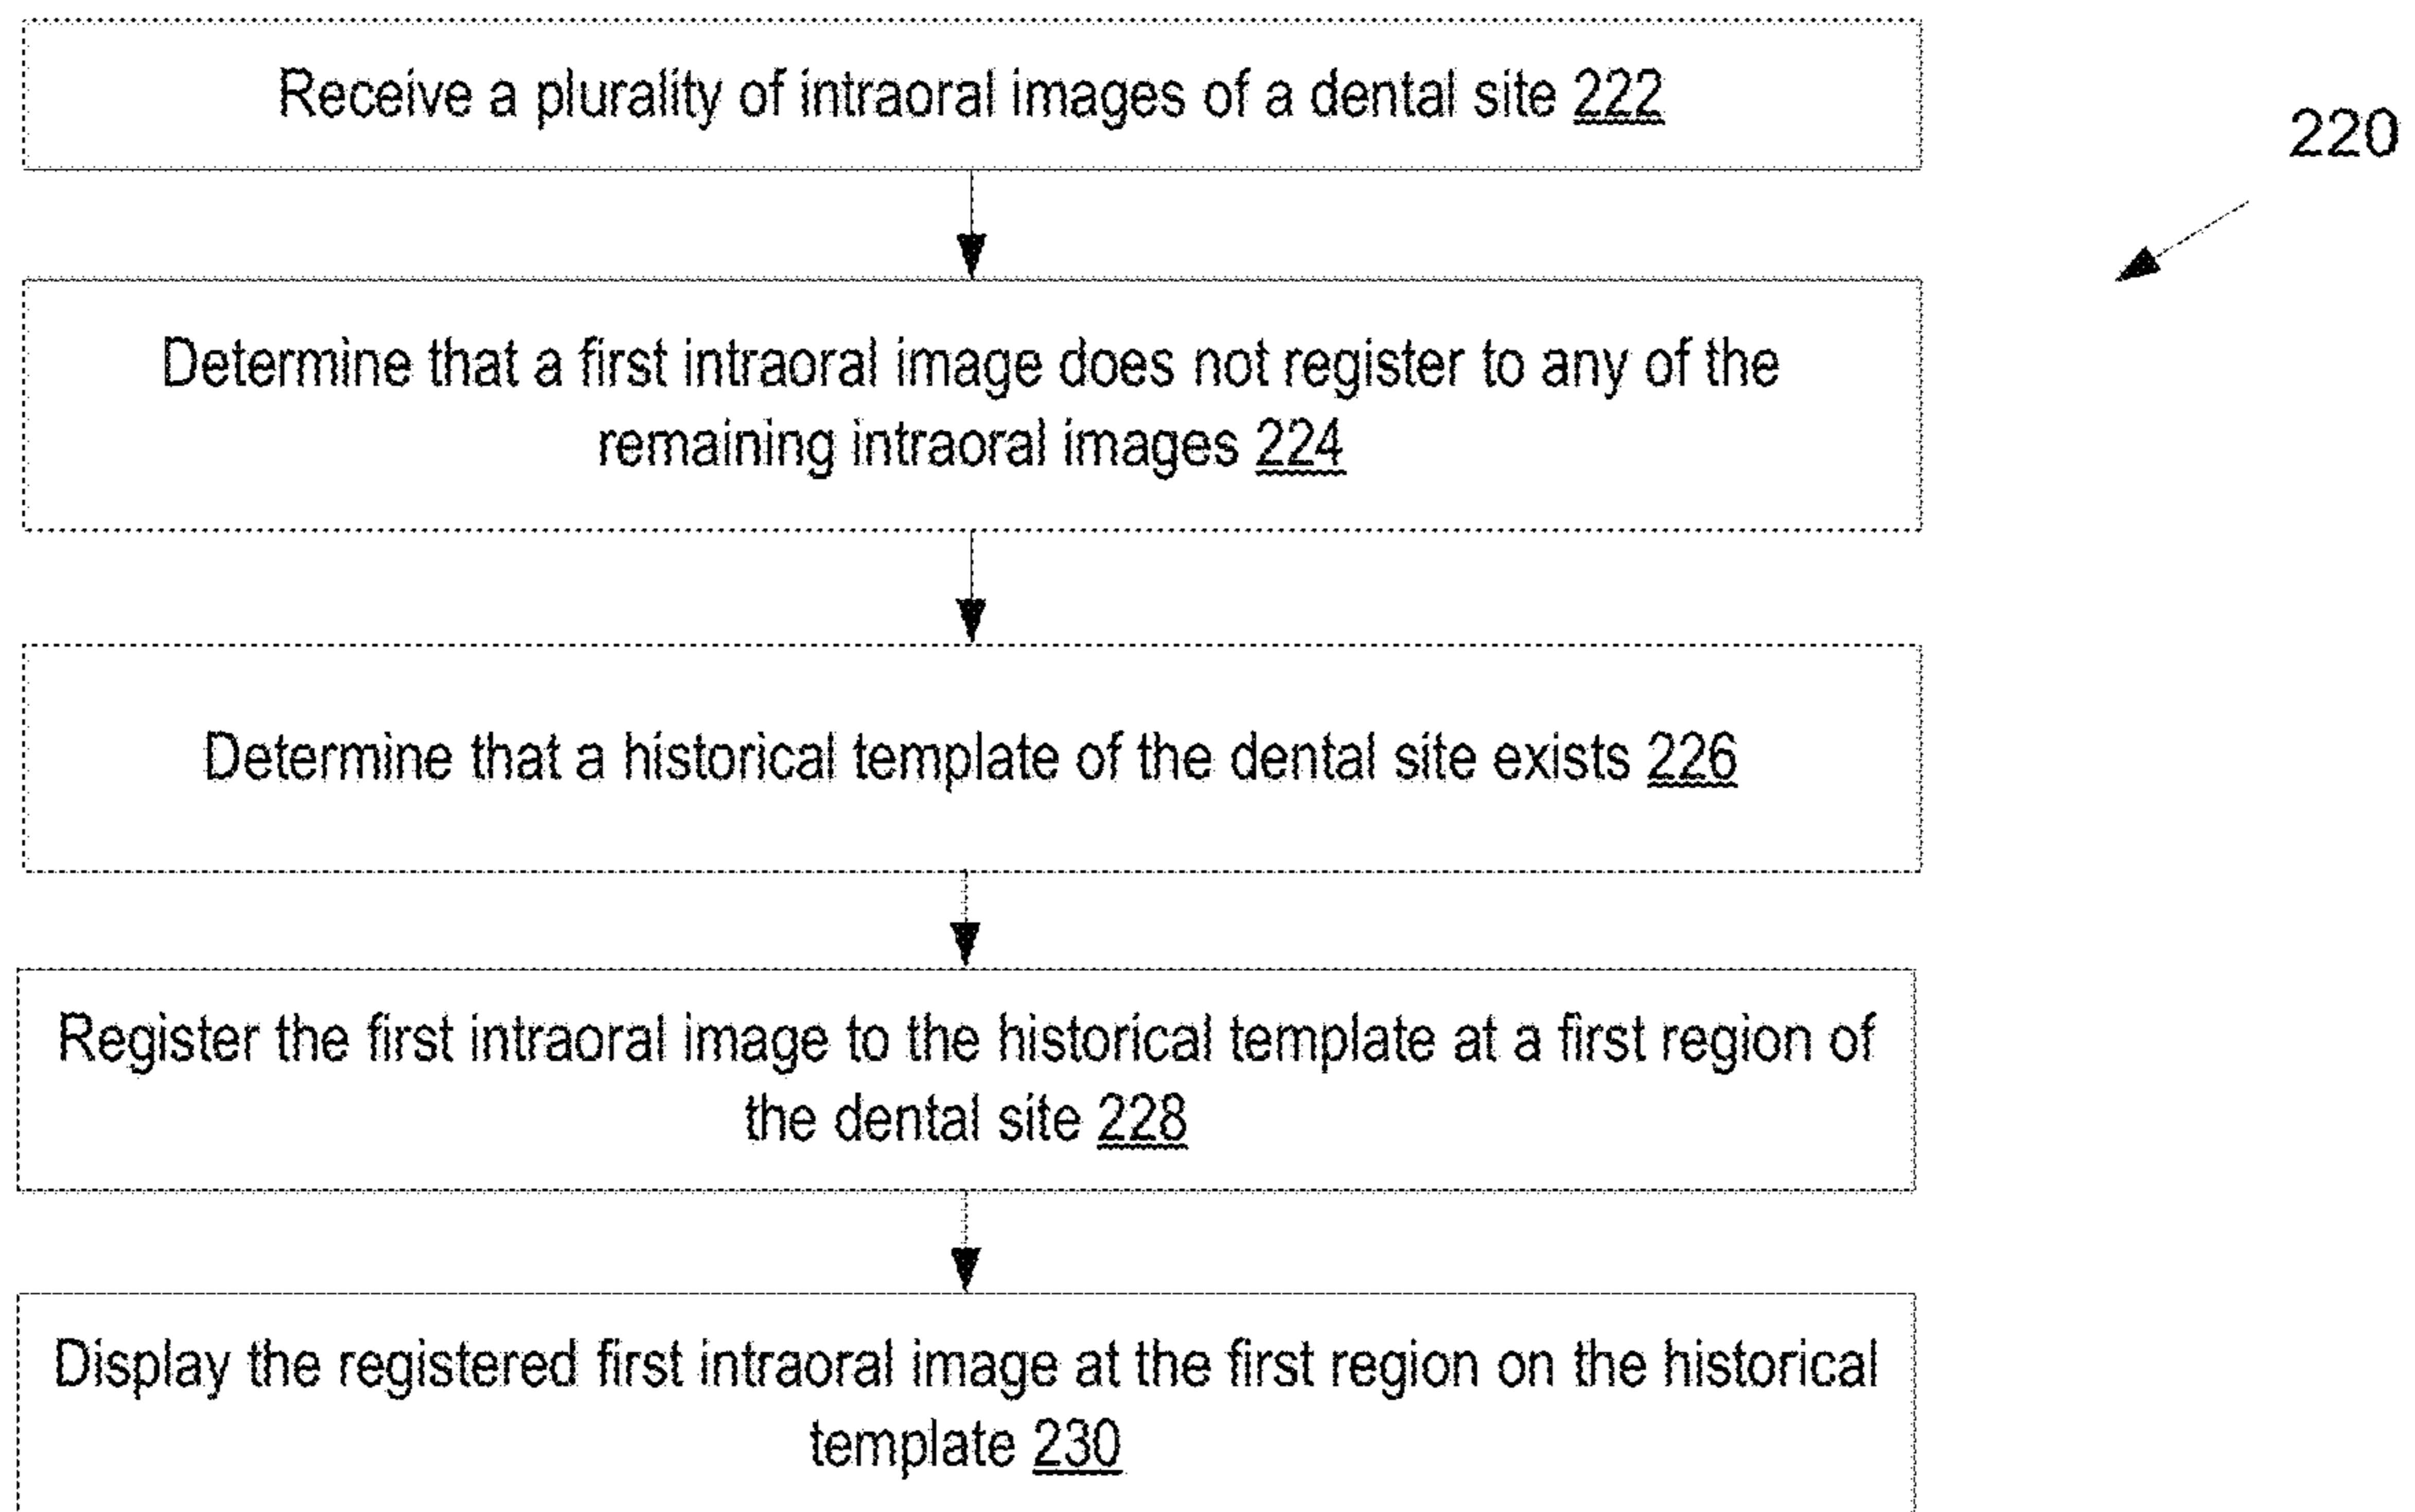 Receive a plurality of intraoral images of a dental site 222
220
Determine that a first intraoral image does not register to any of the
remaining intraoral images 224
Determine that a historical template of the dental site exists 226
Register the first intraoral image to the historical template at a first region of
the dental site 228
Display the registered first intraoral image at the first region on the historical
template 230